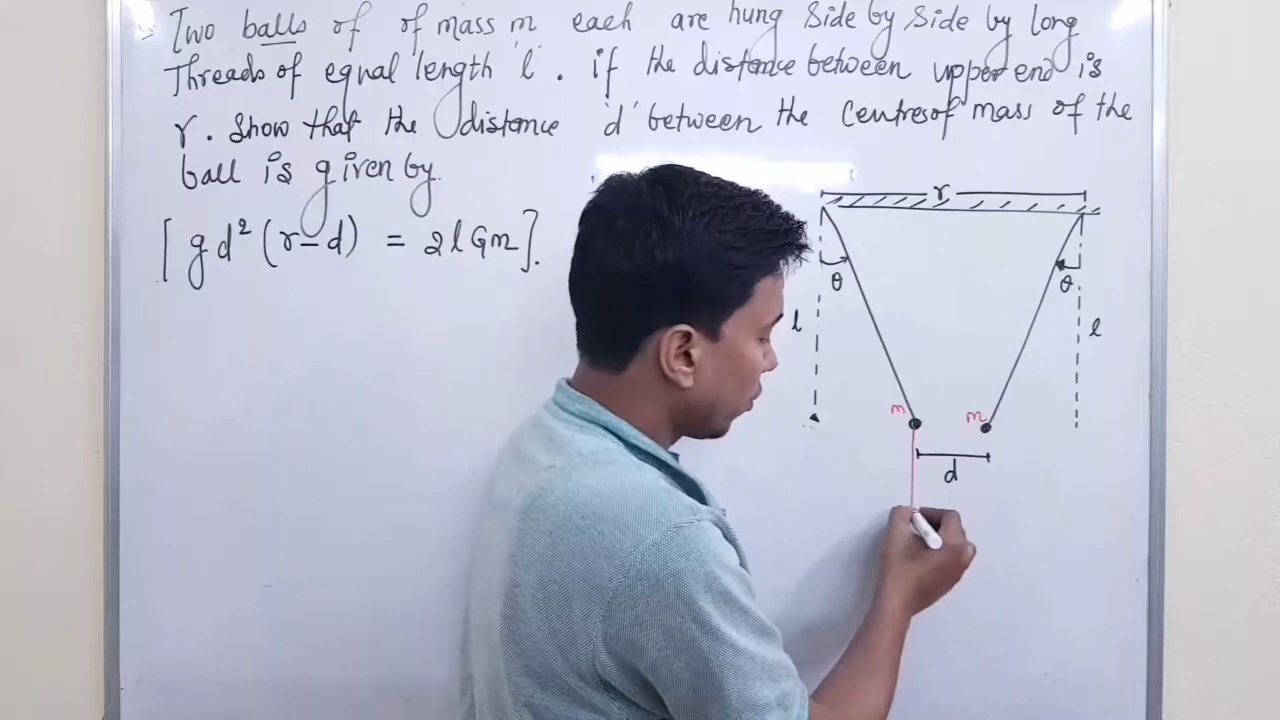 Two balls of of mass m each are hung side by side by long
Threads of equal length 'l'. if the distance between upper end is
r. Show that the distance 'd' between the centres of mass of the
ball is given by.
[gd²(r-d) = 2lGm].
r
θ
θ
l
l
m
m
d